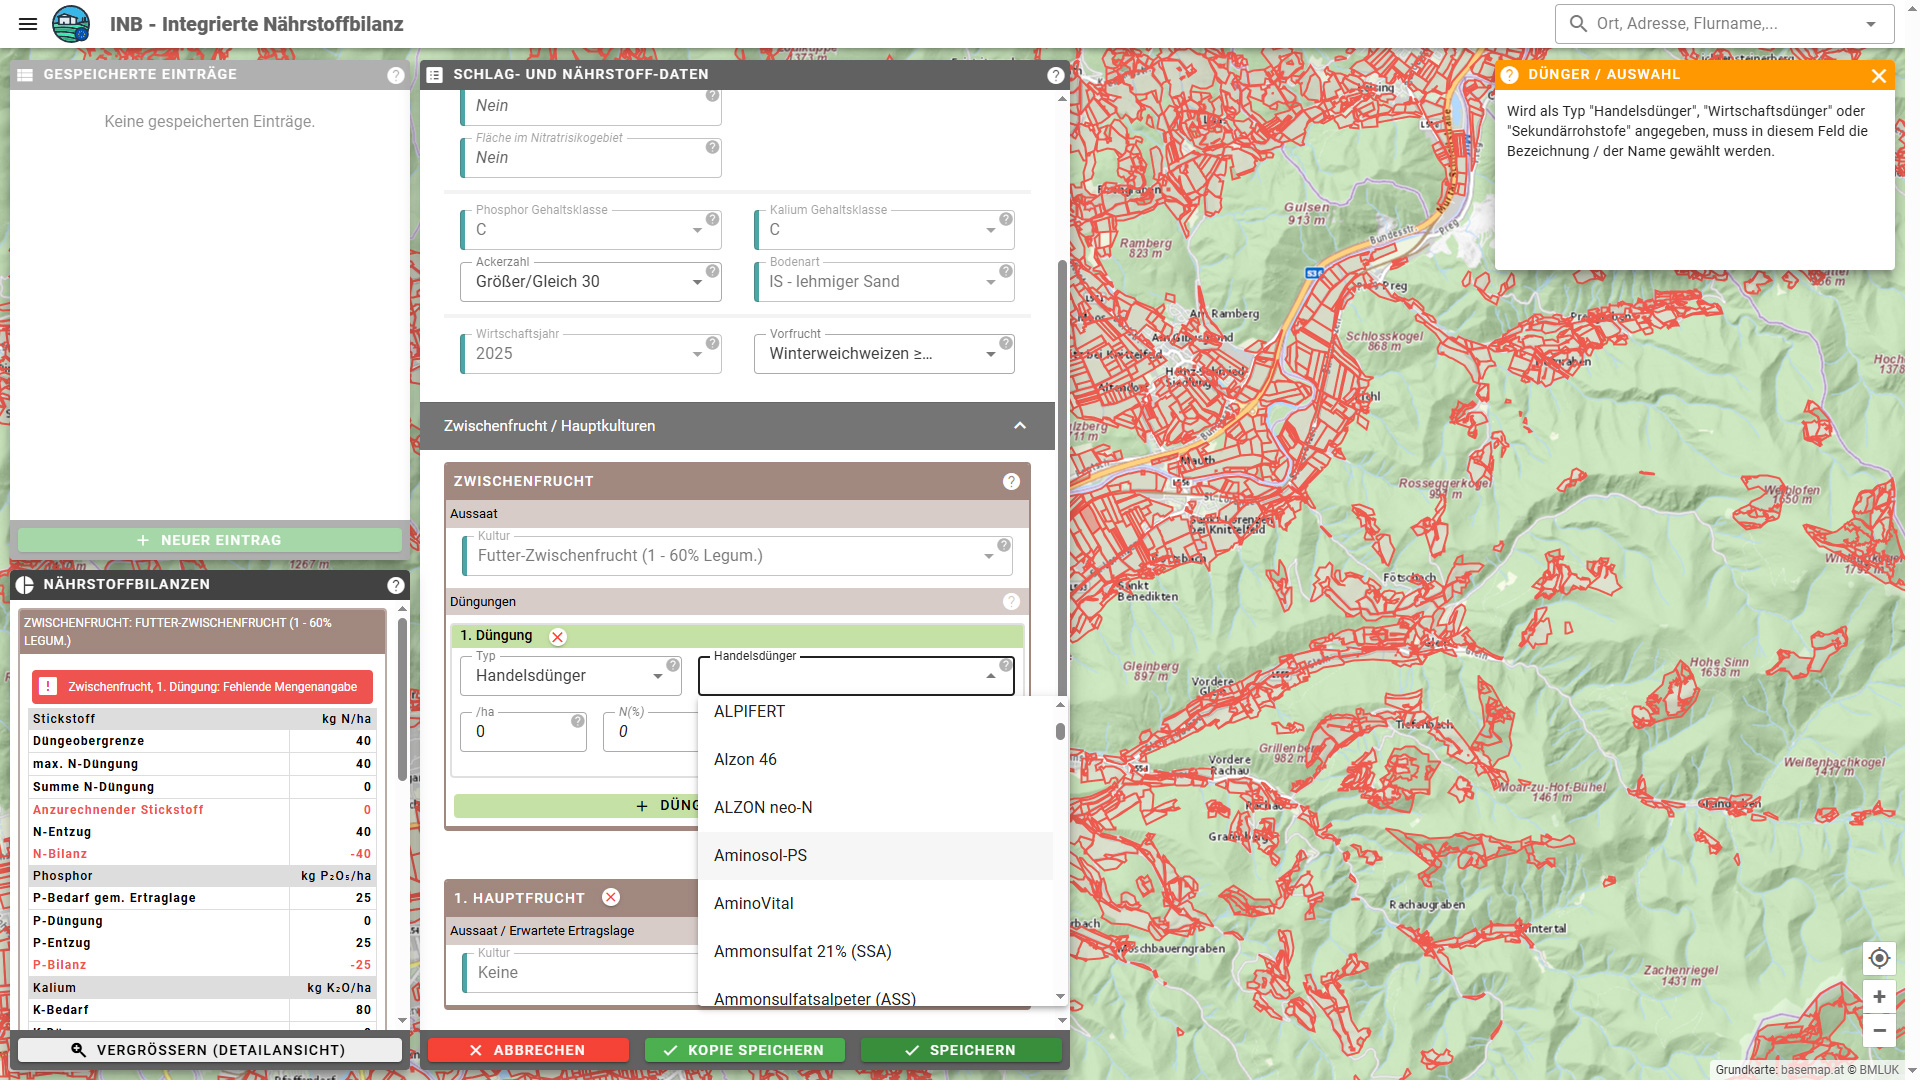 INB - Integrierte Nährstoffbilanz
Ort, Adresse, Flurname,...
GESPEICHERTE EINTRÄGE
Keine gespeicherten Einträge.
NEUER EINTRAG
NÄHRSTOFFBILANZEN
ZWISCHENFRUCHT: FUTTER-ZWISCHENFRUCHT (1 - 60% LEGUM.)
Zwischenfrucht, 1. Düngung: Fehlende Mengenangabe
Stickstoff kg N/ha
Düngeobergrenze 40
max. N-Düngung 40
Summe N-Düngung 0
Anzurechnender Stickstoff 0
N-Entzug 40
N-Bilanz -40
Phosphor kg P₂O₅/ha
P-Bedarf gem. Ertraglage 25
P-Düngung 0
P-Entzug 25
P-Bilanz -25
Kalium kg K₂O/ha
K-Bedarf 80
VERGRÖSSERN (DETAILANSICHT)
SCHLAG- UND NÄHRSTOFF-DATEN
Nein
Fläche im Nitratrisikogebiet
Nein
Phosphor Gehaltsklasse
C
Kalium Gehaltsklasse
C
Ackerzahl
Größer/Gleich 30
Bodenart
lS - lehmiger Sand
Wirtschaftsjahr
2025
Vorfrucht
Winterweichweizen ≥...
Zwischenfrucht / Hauptkulturen
ZWISCHENFRUCHT
Aussaat
Kultur
Futter-Zwischenfrucht (1 - 60% Legum.)
Düngungen
1. Düngung
Typ
Handelsdünger
Handelsdünger
/ha
0
N(%)
0
ALPIFERT
Alzon 46
ALZON neo-N
Aminosol-PS
AminoVital
Ammonsulfat 21% (SSA)
Ammonsulfatsalpeter (ASS)
DÜNG
1. HAUPTFRUCHT
Aussaat / Erwartete Ertragslage
Kultur
Keine
ABBRECHEN
KOPIE SPEICHERN
SPEICHERN
DÜNGER / AUSWAHL
Wird als Typ "Handelsdünger", "Wirtschaftsdünger" oder
"Sekundärrohstofe" angegeben, muss in diesem Feld die
Bezeichnung / der Name gewählt werden.
Gulsen
913 m
Ramberg
823 m
Bundesstr.
Preg
S36
Preg
Am Ramberg
Schlosskogel
868 m
Mauth
Rosseggerkogel
Sankt Lorenzen
bei Knittelfeld
Sankt
Benedikten
Fötschach
Gleinberg
897 m
Vordere
Hohe Sinn
1638 m
Tiefenbach
Vordere
Rachau
Weißenbachkogel
1417 m
Moar-zu-Hof-Bühel
1461 m
Rachau
Glandgraben
Rachaugraben
Moschbauerngraben
Zachenriegel
1431 m
1267 m
Grundkarte: basemap.at © BMLUK